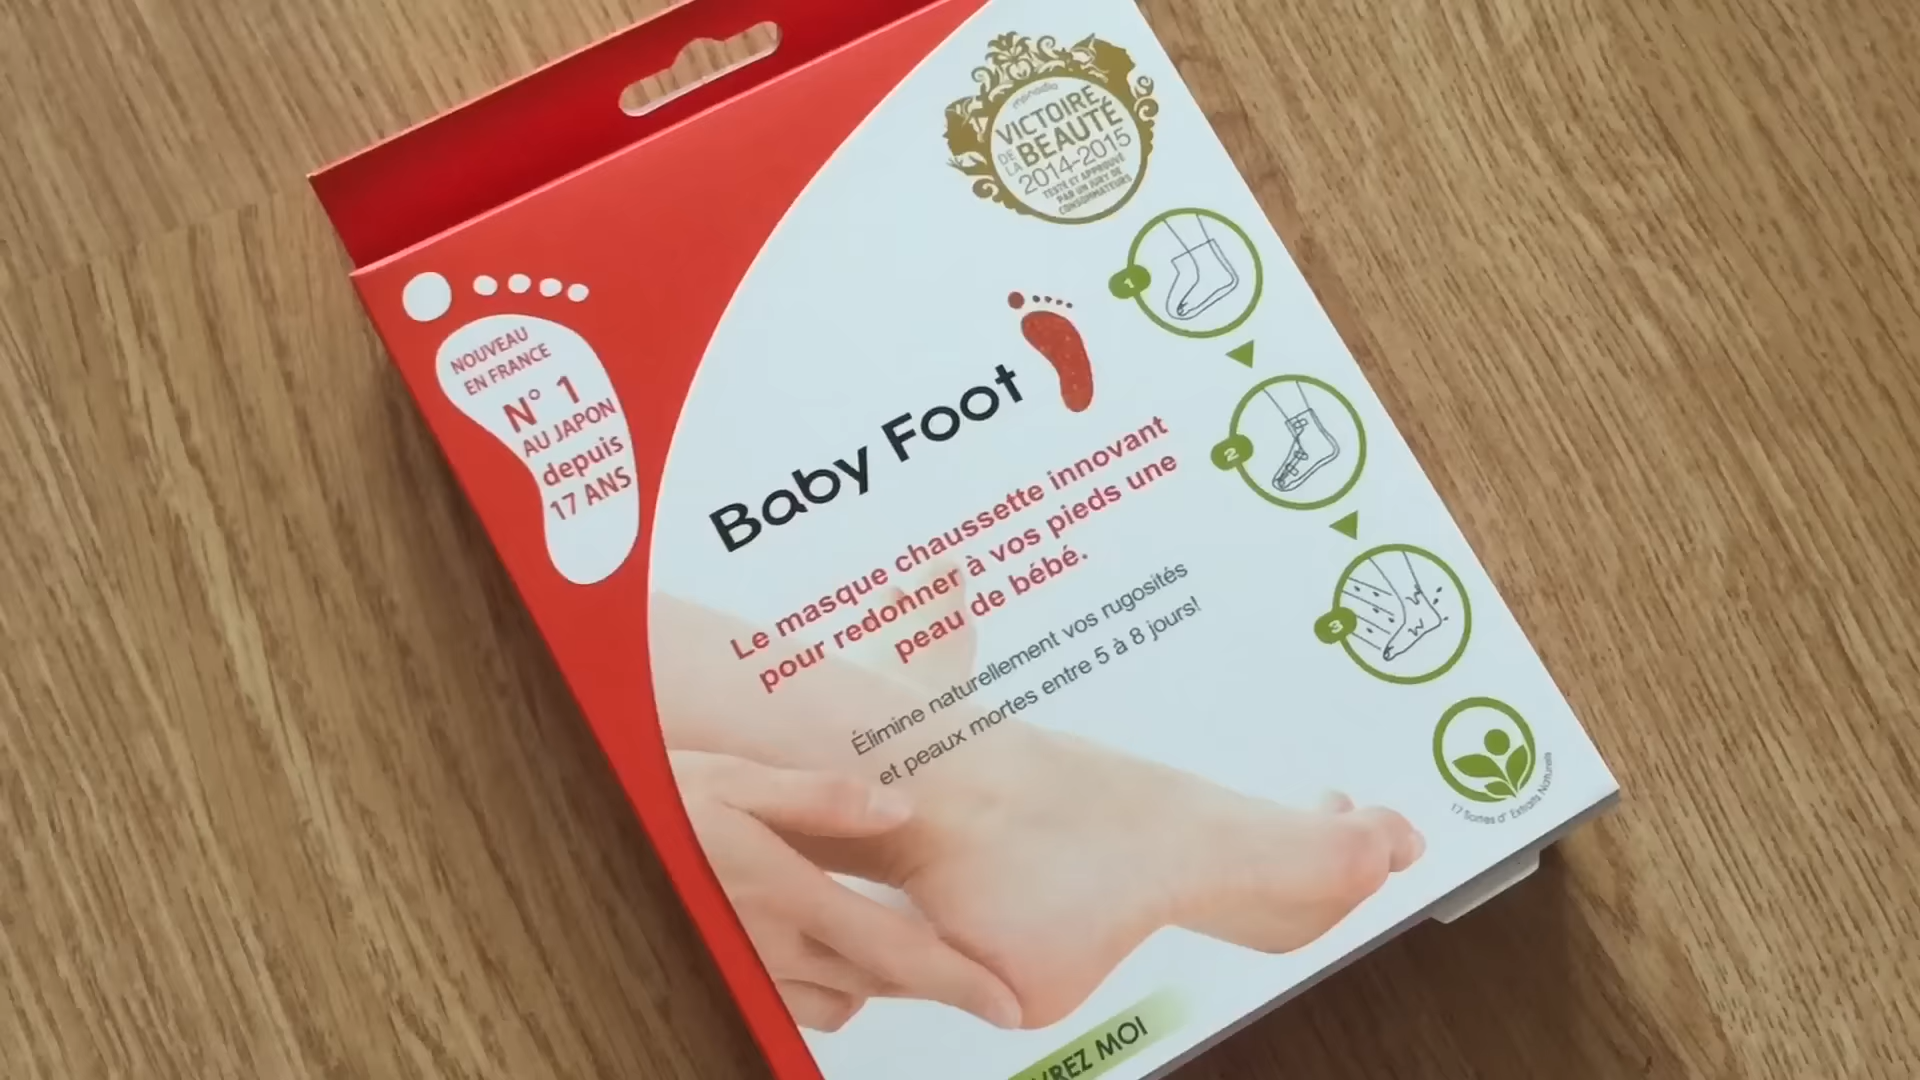 VICTOIRE
DE LA BEAUTÉ
2014-2015
TESTÉ ET APPROUVÉ
PAR UN JURY DE
CONSOMMATEURS
NOUVEAU
EN FRANCE
N° 1
AU JAPON
depuis
17 ANS
1
2
3
Baby Foot
Le masque chaussette innovant
pour redonner à vos pieds une
peau de bébé.
Élimine naturellement vos rugosités
et peaux mortes entre 5 à 8 jours!
17 Sortes d' Extraits Naturels
MOI